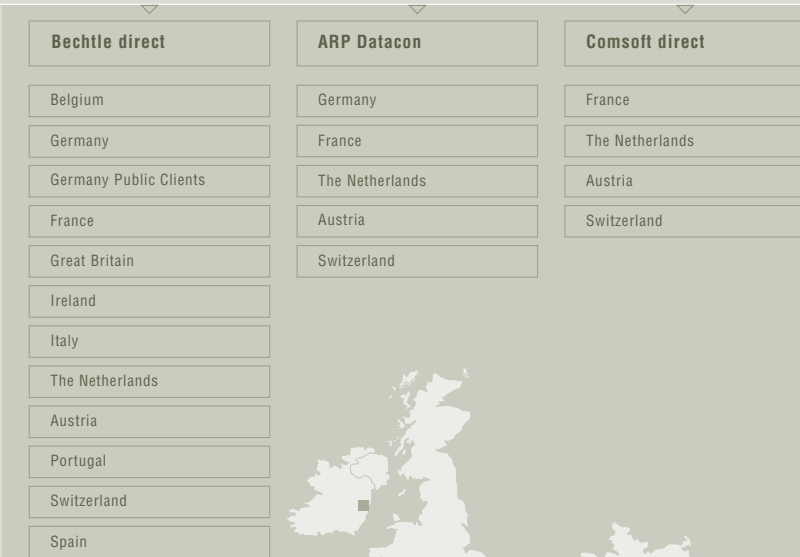 Bechtle direct
Belgium
Germany
Germany Public Clients
France
Great Britain
Ireland
Italy
The Netherlands
Austria
Portugal
Switzerland
Spain
ARP Datacon
Germany
France
The Netherlands
Austria
Switzerland
Comsoft direct
France
The Netherlands
Austria
Switzerland